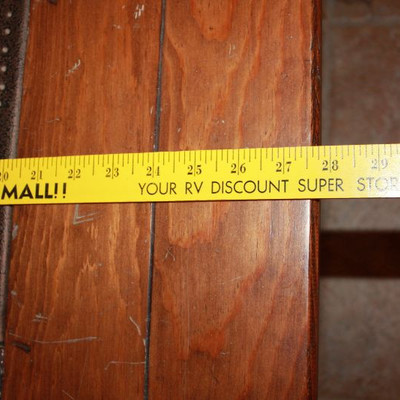 20 21 22 23 24 25 26 27 28 29
MALL!! YOUR RV DISCOUNT SUPER STOR